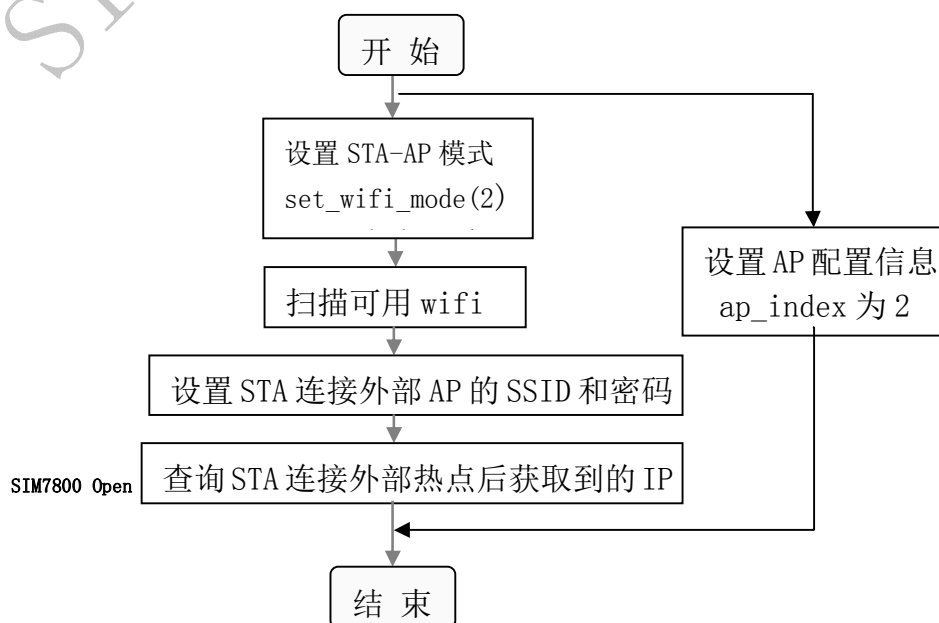 开 始
设置 STA-AP 模式
set_wifi_mode(2)
设置 AP 配置信息
ap_index 为 2
扫描可用 wifi
设置 STA 连接外部 AP 的 SSID 和密码
SIM7800 Open
查询 STA 连接外部热点后获取到的 IP
结 束